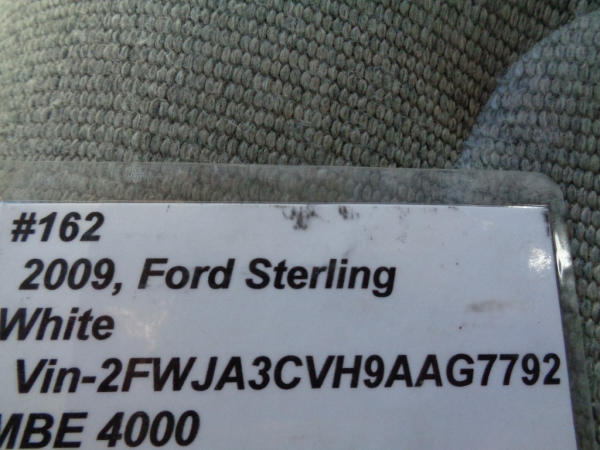 #162
2009, Ford Sterling
White
Vin-2FWJA3CVH9AAG7792
MBE 4000